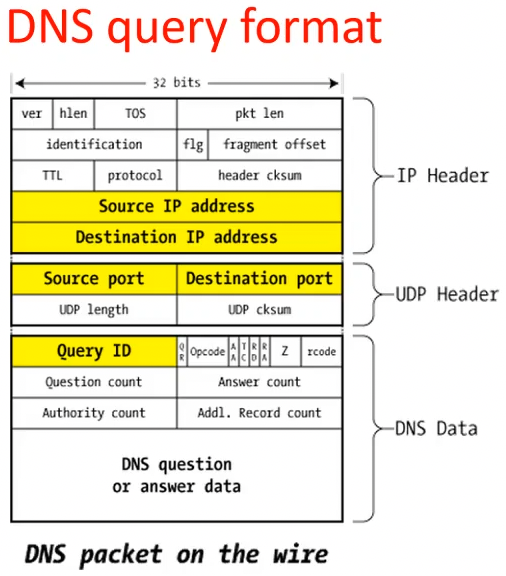 DNS query format
32 bits
ver hlen TOS pkt len
identification flg fragment offset
TTL protocol header cksum
Source IP address
Destination IP address
IP Header
Source port Destination port
UDP length UDP cksum
UDP Header
Query ID QR Opcode AA TC RD RA Z rcode
Question count Answer count
Authority count Addl. Record count
DNS question
or answer data
DNS Data
DNS packet on the wire